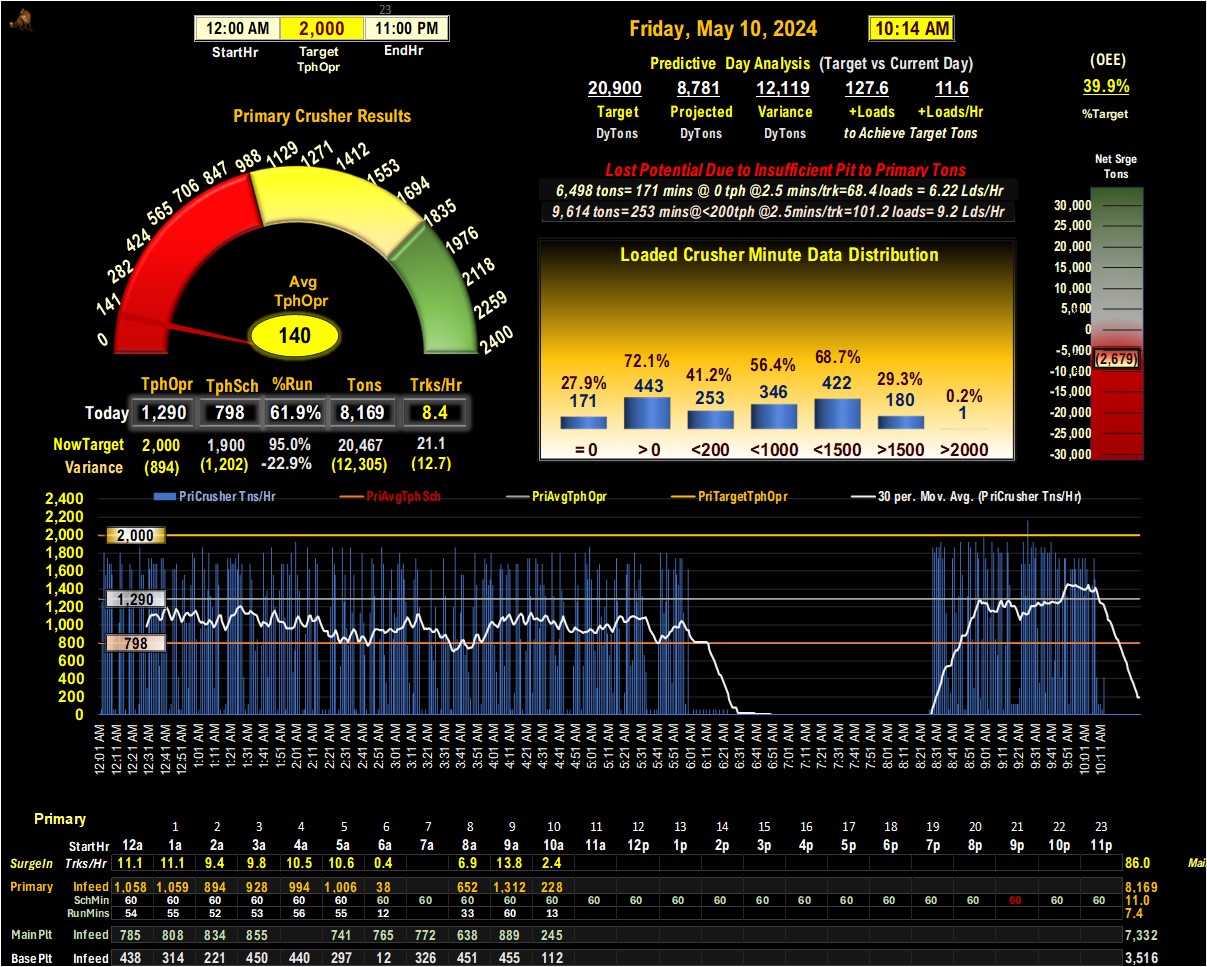 23
12:00 AM 2,000 11:00 PM
StartHr Target TphOpr EndHr
Friday, May 10, 2024 10:14 AM
Predictive Day Analysis (Target vs Current Day)
20,900 8,781 12,119 127.6 11.6
Target Projected Variance +Loads +Loads/Hr
DyTons DyTons DyTons to Achieve Target Tons
(OEE)
39.9%
%Target
Primary Crusher Results
0 141 282 424 565 706 847 988 1129 1271 1412 1553 1694 1835 1976 2118 2259 2400
Avg
TphOpr
140
Lost Potential Due to Insufficient Pit to Primary Tons
6,498 tons=171 mins @ 0 tph @2.5 mins/trk=68.4 loads = 6.22 Lds/Hr
9,614 tons=253 mins@<200tph @2.5mins/trk=101.2 loads= 9.2 Lds/Hr
Net Srge
Tons
30,000
25,000
20,000
15,000
10,000
5,000
0
-5,000
(2,679)
-10,000
-15,000
-20,000
-25,000
-30,000
Loaded Crusher Minute Data Distribution
27.9% 72.1% 41.2% 56.4% 68.7% 29.3% 0.2%
171 443 253 346 422 180 1
=0 >0 <200 <1000 <1500 >1500 >2000
TphOpr TphSch %Run Tons Trks/Hr
Today 1,290 798 61.9% 8,169 8.4
NowTarget 2,000 1,900 95.0% 20,467 21.1
Variance (894) (1,202) -22.9% (12,305) (12.7)
PriCrusher Tns/Hr PriAvgTphSch PriAvgTphOpr PriTargetTphOpr 30 per. Mov. Avg. (PriCrusher Tns/Hr)
2,400
2,200
2,000 2,000
1,800
1,600
1,400
1,200 1,290
1,000
800 798
600
400
200
0
12:01 AM 12:11 AM 12:21 AM 12:31 AM 12:41 AM 12:51 AM 1:01 AM 1:11 AM 1:21 AM 1:31 AM 1:41 AM 1:51 AM 2:01 AM 2:11 AM 2:21 AM 2:31 AM 2:41 AM 2:51 AM 3:01 AM 3:11 AM 3:21 AM 3:31 AM 3:41 AM 3:51 AM 4:01 AM 4:11 AM 4:21 AM 4:31 AM 4:41 AM 4:51 AM 5:01 AM 5:11 AM 5:21 AM 5:31 AM 5:41 AM 5:51 AM 6:01 AM 6:11 AM 6:21 AM 6:31 AM 6:41 AM 6:51 AM 7:01 AM 7:11 AM 7:21 AM 7:31 AM 7:41 AM 7:51 AM 8:01 AM 8:11 AM 8:21 AM 8:31 AM 8:41 AM 8:51 AM 9:01 AM 9:11 AM 9:21 AM 9:31 AM 9:41 AM 9:51 AM 10:01 AM 10:11 AM
Primary
1 2 3 4 5 6 7 8 9 10 11 12 13 14 15 16 17 18 19 20 21 22 23
StartHr 12a 1a 2a 3a 4a 5a 6a 7a 8a 9a 10a 11a 12p 1p 2p 3p 4p 5p 6p 7p 8p 9p 10p 11p
SurgeIn Trks/Hr 11.1 11.1 9.4 9.8 10.5 10.6 0.4 6.9 13.8 2.4 86.0
Primary Infeed 1,058 1,059 894 928 994 1,006 38 652 1,312 228 8,169
SchMin 60 60 60 60 60 60 60 60 60 60 60 60 60 60 60 60 60 60 60 60 60 60 60 60 11.0
RunMins 54 55 52 53 56 55 12 33 60 13 7.4
MainPlt Infeed 785 808 834 855 741 765 772 638 889 245 7,332
BasePlt Infeed 438 314 221 450 440 297 12 326 451 455 112 3,516